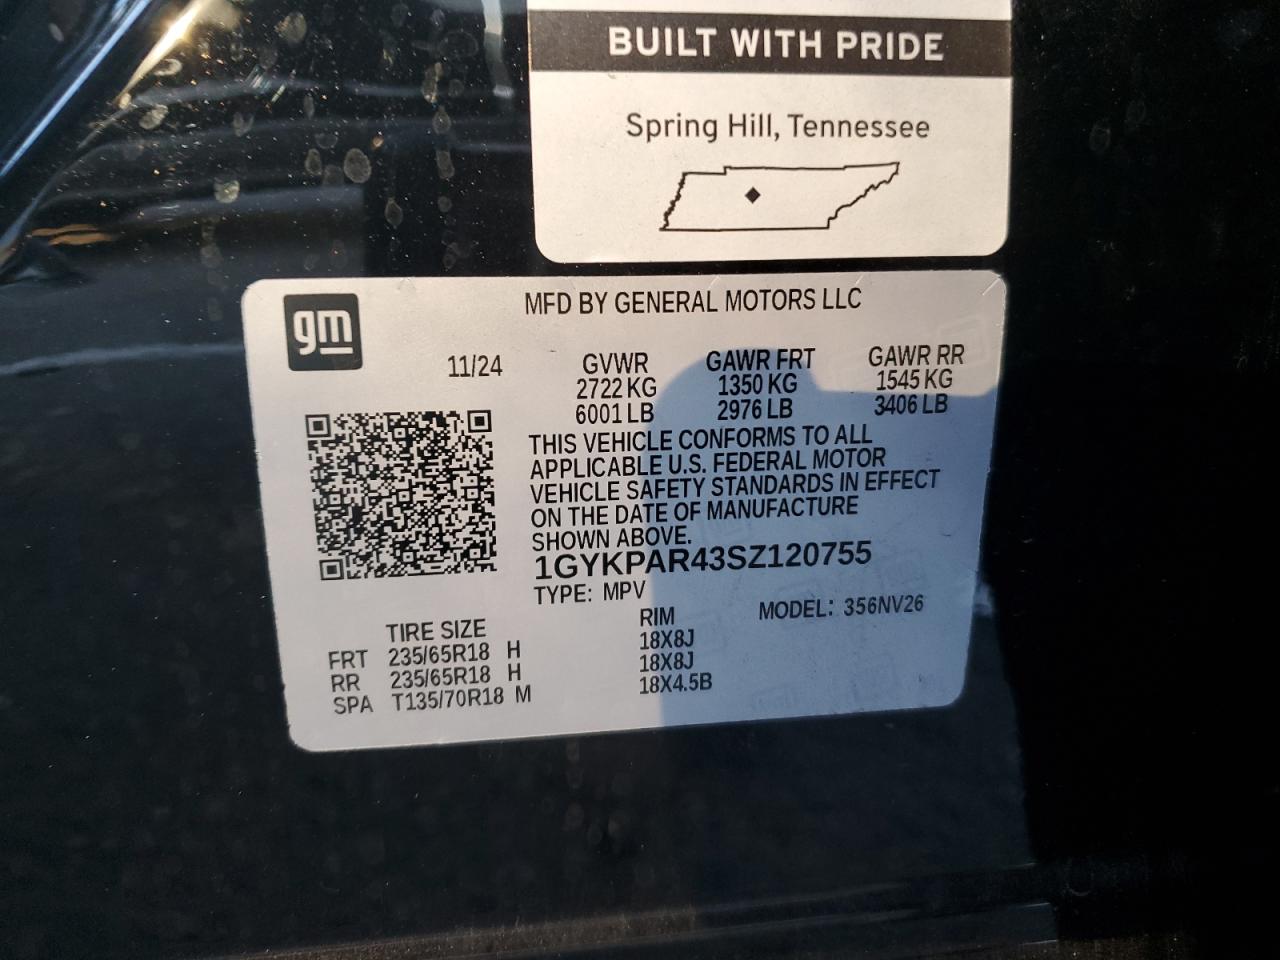 BUILT WITH PRIDE
Spring Hill, Tennessee
gm
MFD BY GENERAL MOTORS LLC
11/24 GVWR GAWR FRT GAWR RR
2722 KG 1350 KG 1545 KG
6001 LB 2976 LB 3406 LB
THIS VEHICLE CONFORMS TO ALL
APPLICABLE U.S. FEDERAL MOTOR
VEHICLE SAFETY STANDARDS IN EFFECT
ON THE DATE OF MANUFACTURE
SHOWN ABOVE.
1GYKPAR43SZ120755
TYPE: MPV MODEL: 356NV26
TIRE SIZE RIM
FRT 235/65R18 H 18X8J
RR 235/65R18 H 18X8J
SPA T135/70R18 M 18X4.5B